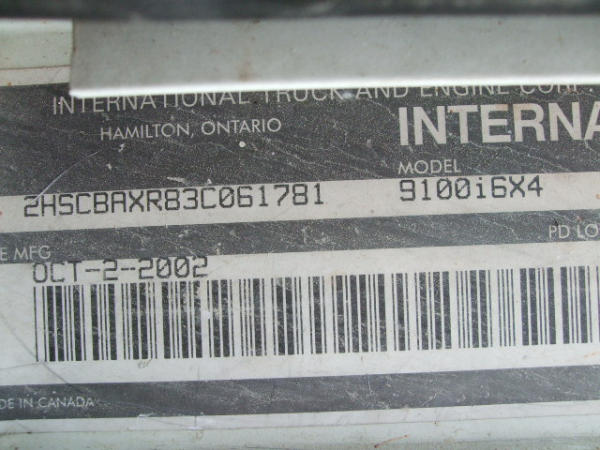 INTERNATIONAL TRUCK AND ENGINE CORP.
HAMILTON, ONTARIO
INTERNA
MODEL
2HSCBAXR83C061781
9100i6X4
E MFG
PD LO
OCT-2-2002
DE IN CANADA